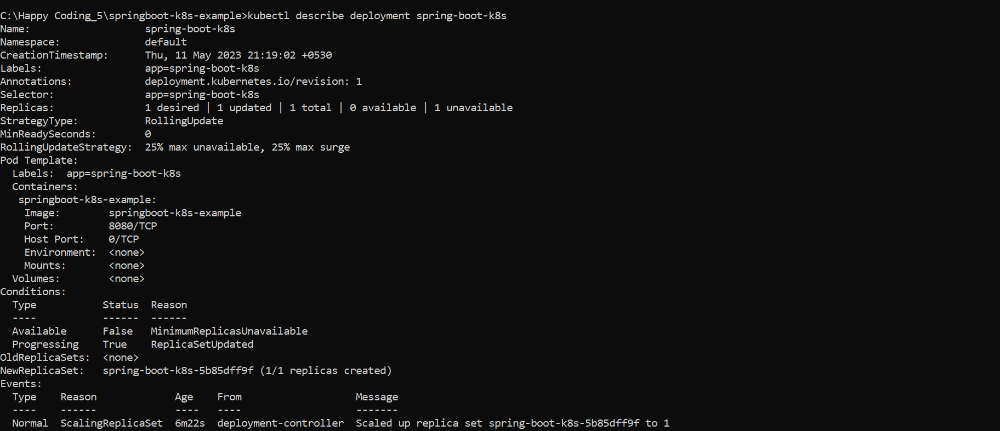 C:\Happy Coding_5\springboot-k8s-example>kubectl describe deployment spring-boot-k8s
Name:                   spring-boot-k8s
Namespace:              default
CreationTimestamp:      Thu, 11 May 2023 21:19:02 +0530
Labels:                 app=spring-boot-k8s
Annotations:            deployment.kubernetes.io/revision: 1
Selector:               app=spring-boot-k8s
Replicas:               1 desired | 1 updated | 1 total | 0 available | 1 unavailable
StrategyType:           RollingUpdate
MinReadySeconds:        0
RollingUpdateStrategy:  25% max unavailable, 25% max surge
Pod Template:
  Labels:  app=spring-boot-k8s
  Containers:
   springboot-k8s-example:
    Image:        springboot-k8s-example
    Port:         8080/TCP
    Host Port:    0/TCP
    Environment:  <none>
    Mounts:       <none>
  Volumes:        <none>
Conditions:
  Type           Status  Reason
  ----           ------  ------
  Available      False   MinimumReplicasUnavailable
  Progressing    True    ReplicaSetUpdated
OldReplicaSets:  <none>
NewReplicaSet:   spring-boot-k8s-5b85dff9f (1/1 replicas created)
Events:
  Type    Reason             Age    From                   Message
  ----    ------             ----   ----                   -------
  Normal  ScalingReplicaSet  6m22s  deployment-controller  Scaled up replica set spring-boot-k8s-5b85dff9f to 1